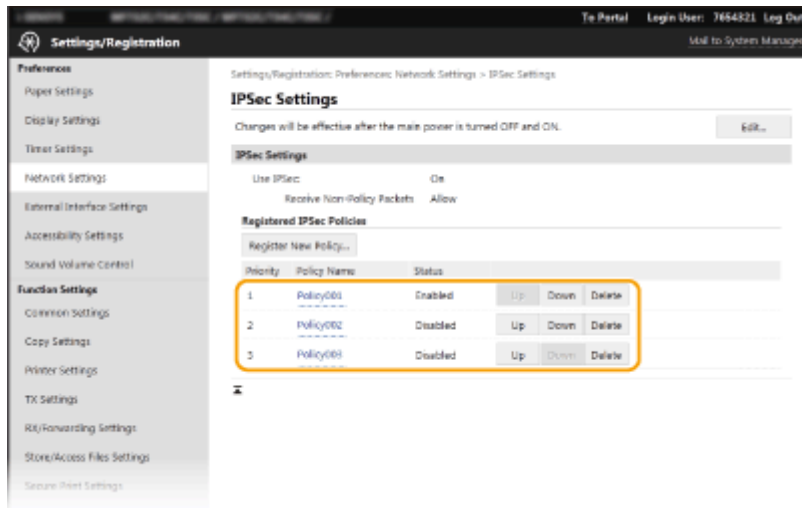 To Portal Login User: 7654321 Log Ou
Settings/Registration
Mail to System Manage
Preferences
Paper Settings
Display Settings
Timer Settings
Network Settings
External Interface Settings
Accessibility Settings
Sound Volume Control
Function Settings
Common Settings
Copy Settings
Printer Settings
TX Settings
RX/Forwarding Settings
Store/Access Files Settings
Secure Print Settings
Settings/Registration: Preferences: Network Settings > IPSec Settings
IPSec Settings
Changes will be effective after the main power is turned OFF and ON.
Edit...
IPSec Settings
Use IPSec: On
Receive Non-Policy Packets Allow
Registered IPSec Policies
Register New Policy...
Priority Policy Name Status
1 Policy001 Enabled Up Down Delete
2 Policy002 Disabled Up Down Delete
3 Policy003 Disabled Up Down Delete